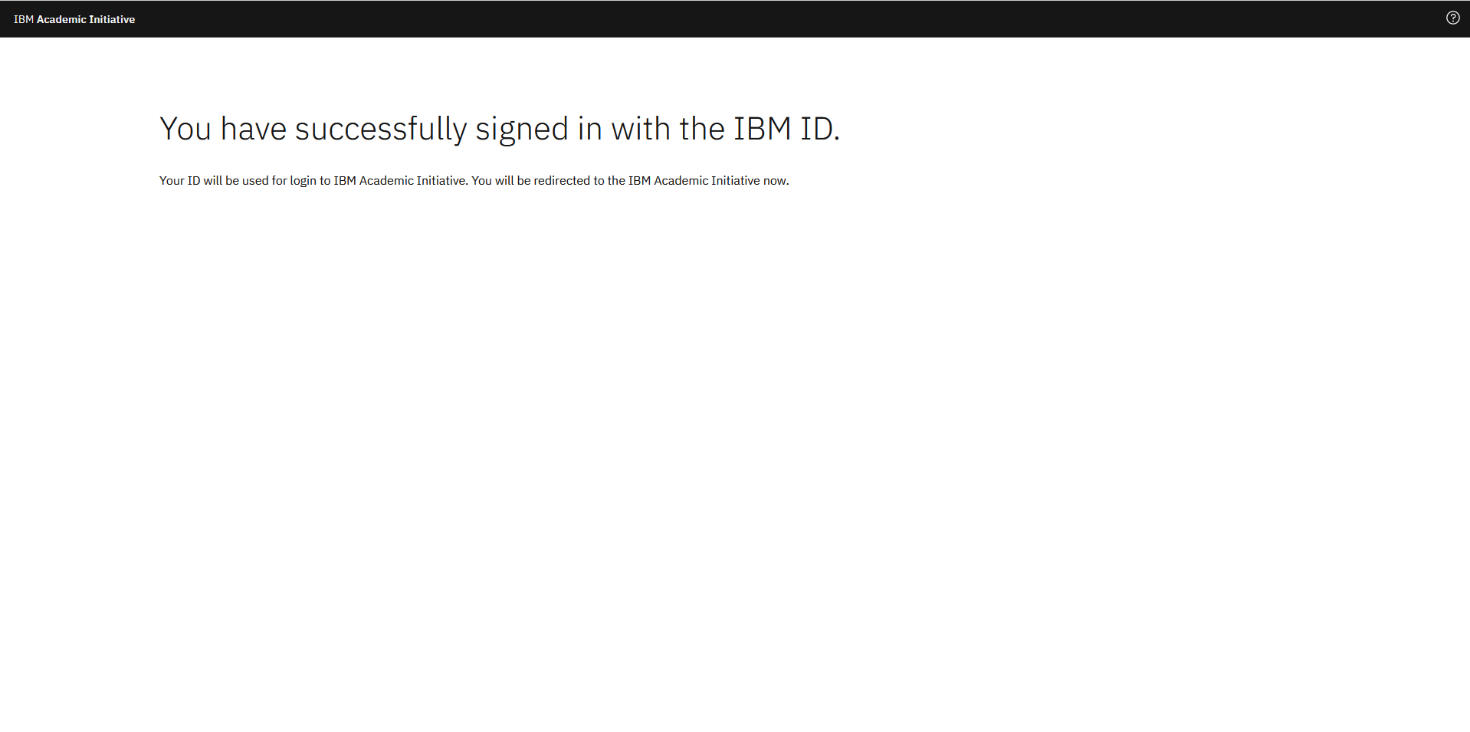 IBM Academic Initiative
You have successfully signed in with the IBM ID.
Your ID will be used for login to IBM Academic Initiative. You will be redirected to the IBM Academic Initiative now.